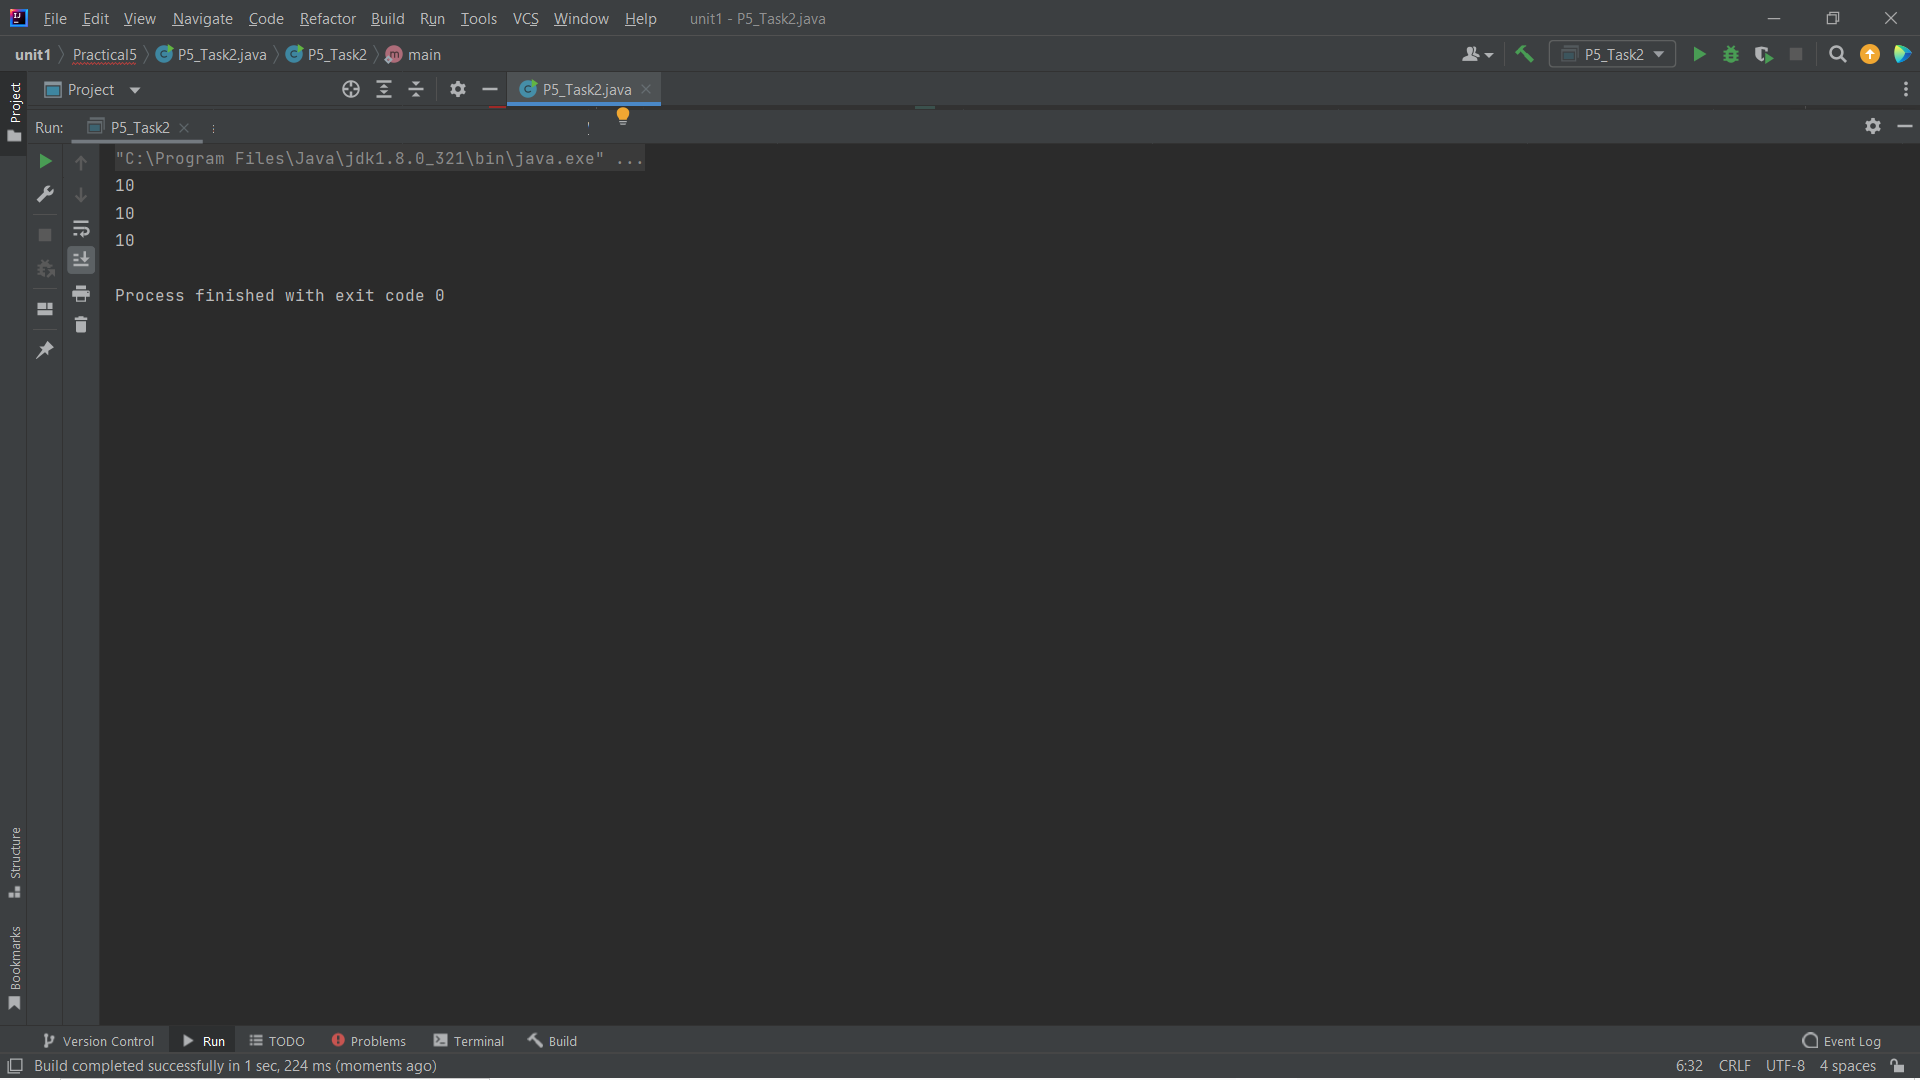 File Edit View Navigate Code Refactor Build Run Tools VCS Window Help unit1 - P5_Task2.java
unit1 Practical5 P5_Task2.java P5_Task2 main P5_Task2
Project P5_Task2.java
Run: P5_Task2
"C:\Program Files\Java\jdk1.8.0_321\bin\java.exe" ...
10
10
10
Process finished with exit code 0
Project
Structure
Bookmarks
Version Control Run TODO Problems Terminal Build Event Log
Build completed successfully in 1 sec, 224 ms (moments ago) 6:32 CRLF UTF-8 4 spaces